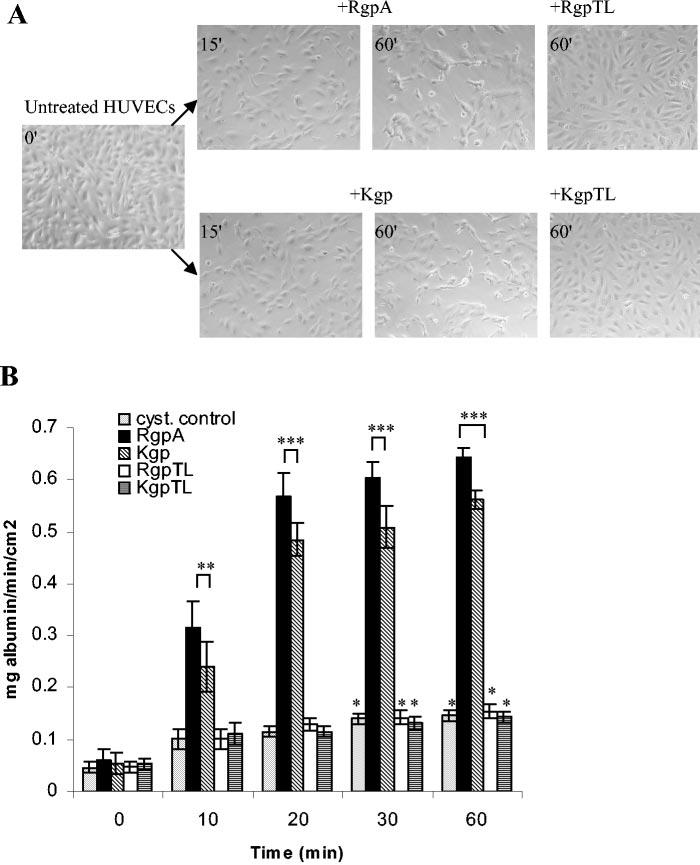 A
+RgpA
+RgpTL
15'
60'
60'
Untreated HUVECs
0'
+Kgp
+KgpTL
15'
60'
60'
B
cyst. control
RgpA
Kgp
RgpTL
KgpTL
mg albumin/min/cm2
0.7
0.6
0.5
0.4
0.3
0.2
0.1
0
**
***
***
***
* * *
* * *
0 10 20 30 60
Time (min)